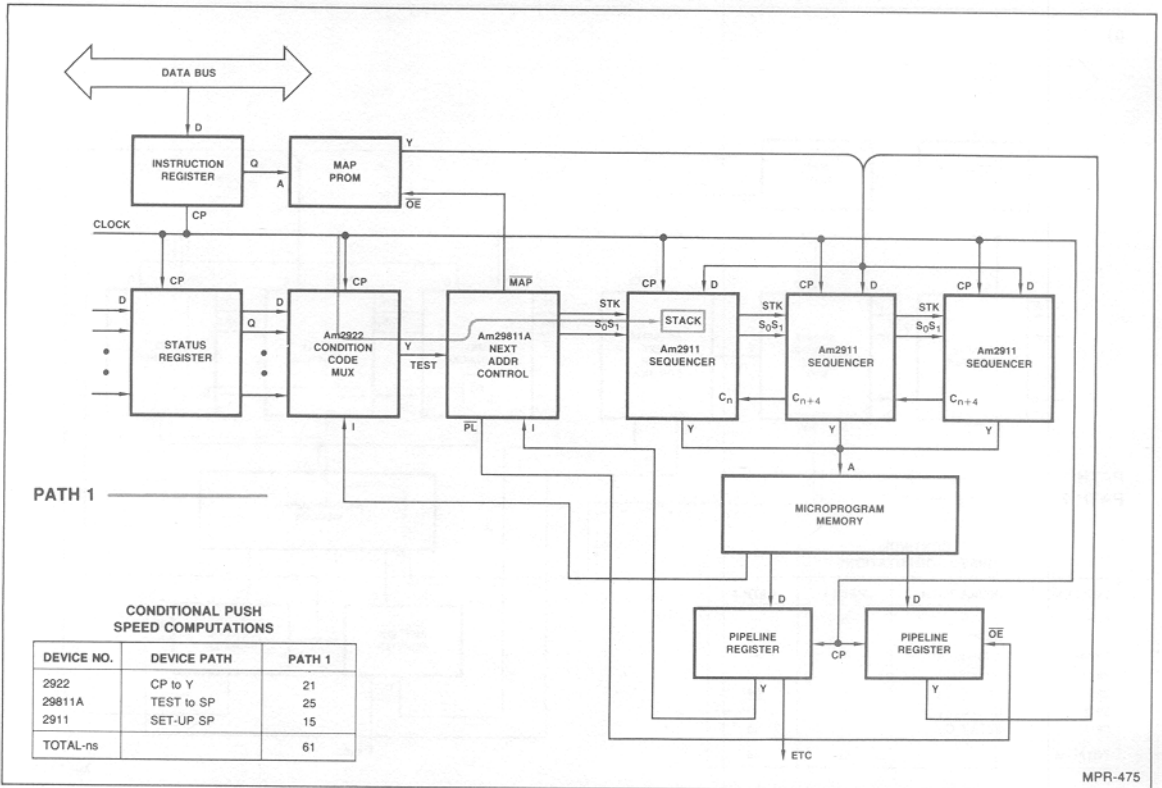 DATA BUS
D
INSTRUCTION
REGISTER
Q
A
MAP
PROM
Y
OE
CP
CLOCK
CP
CP
MAP
CP
D
CP
D
CP
D
D
STATUS
REGISTER
D
Q
Am2922
CONDITION
CODE
MUX
Y
TEST
Am29811A
NEXT
ADDR
CONTROL
STK
S0S1
STACK
Am2911
SEQUENCER
STK
S0S1
Am2911
SEQUENCER
STK
S0S1
Am2911
SEQUENCER
Cn
Cn+4
Cn+4
I
PL
I
Y
Y
Y
A
PATH 1
MICROPROGRAM
MEMORY
D
D
PIPELINE
REGISTER
CP
PIPELINE
REGISTER
OE
Y
Y
ETC
CONDITIONAL PUSH
SPEED COMPUTATIONS
DEVICE NO. DEVICE PATH PATH 1
2922 CP to Y 21
29811A TEST to SP 25
2911 SET-UP SP 15
TOTAL-ns 61
MPR-475